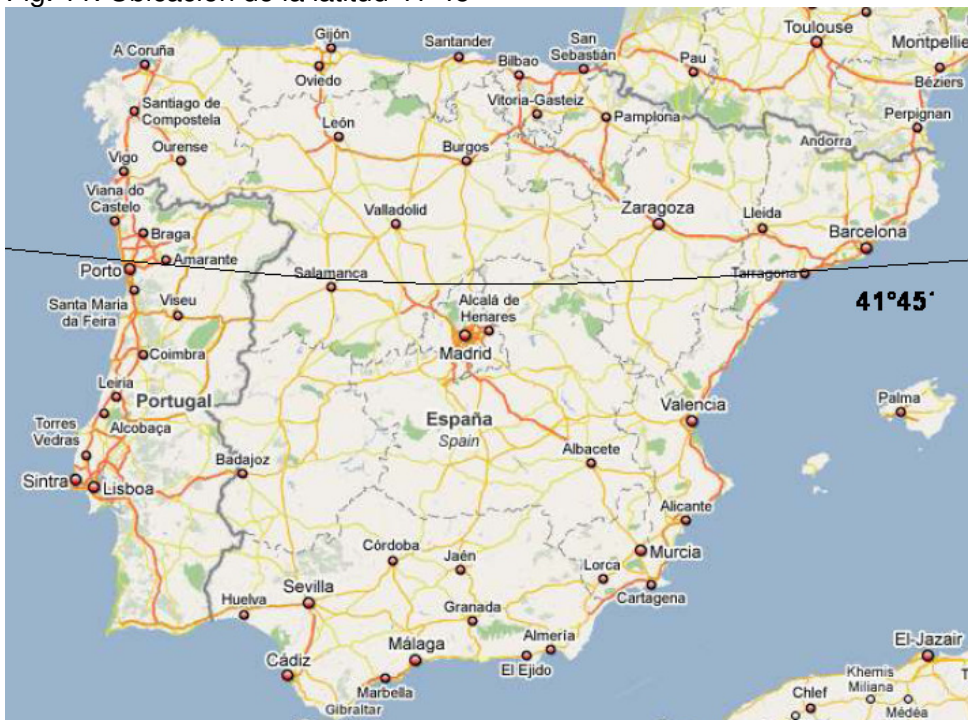 Gijón
A Coruña
Santander
San
Sebastián
Toulouse
Montpellie
Oviedo
Bilbao
Pau
Béziers
Santiago de
Compostela
Vitoria-Gasteiz
León
Pamplona
Perpignan
Ourense
Burgos
Andorra
Vigo
Viana do
Castelo
Valladolid
Zaragoza
Lleida
Braga
Barcelona
Porto
Amarante
Salamanca
Tarragona
Santa Maria
da Feira
Viseu
Alcalá de
Henares
41°45'
Madrid
Coimbra
Leiria
Portugal
Palma
Torres
Vedras
Alcobaça
España
Spain
Valencia
Albacete
Badajoz
Sintra
Lisboa
Alicante
Córdoba
Jaén
Murcia
Lorca
Sevilla
Cartagena
Huelva
Granada
Málaga
Almería
El-Jazair
Cádiz
El Ejido
Khemis
Miliana
Marbella
Chlef
Médéa
Gibraltar